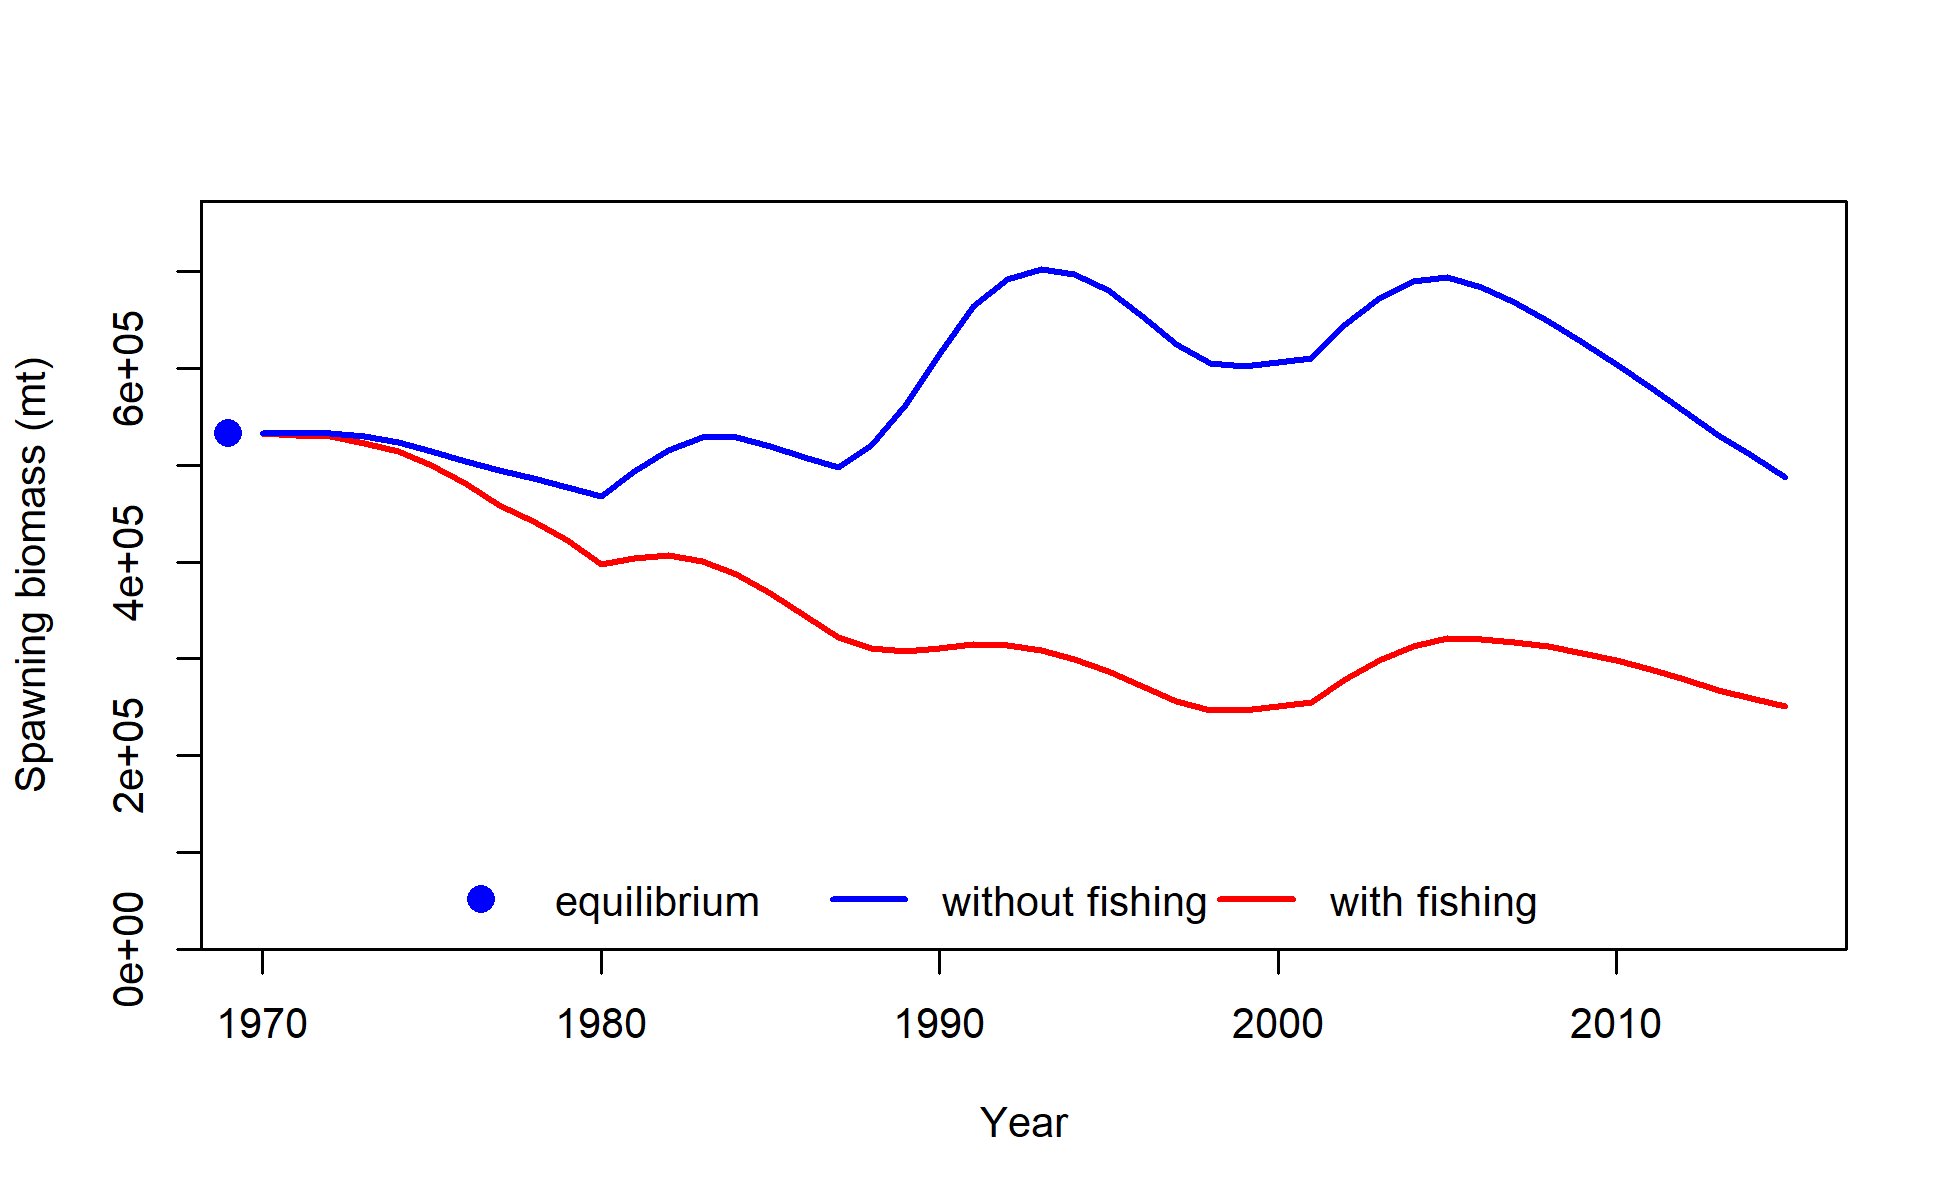 Spawning biomass (mt)
6e+05
4e+05
2e+05
0e+00
equilibrium without fishing with fishing
1970 1980 1990 2000 2010
Year